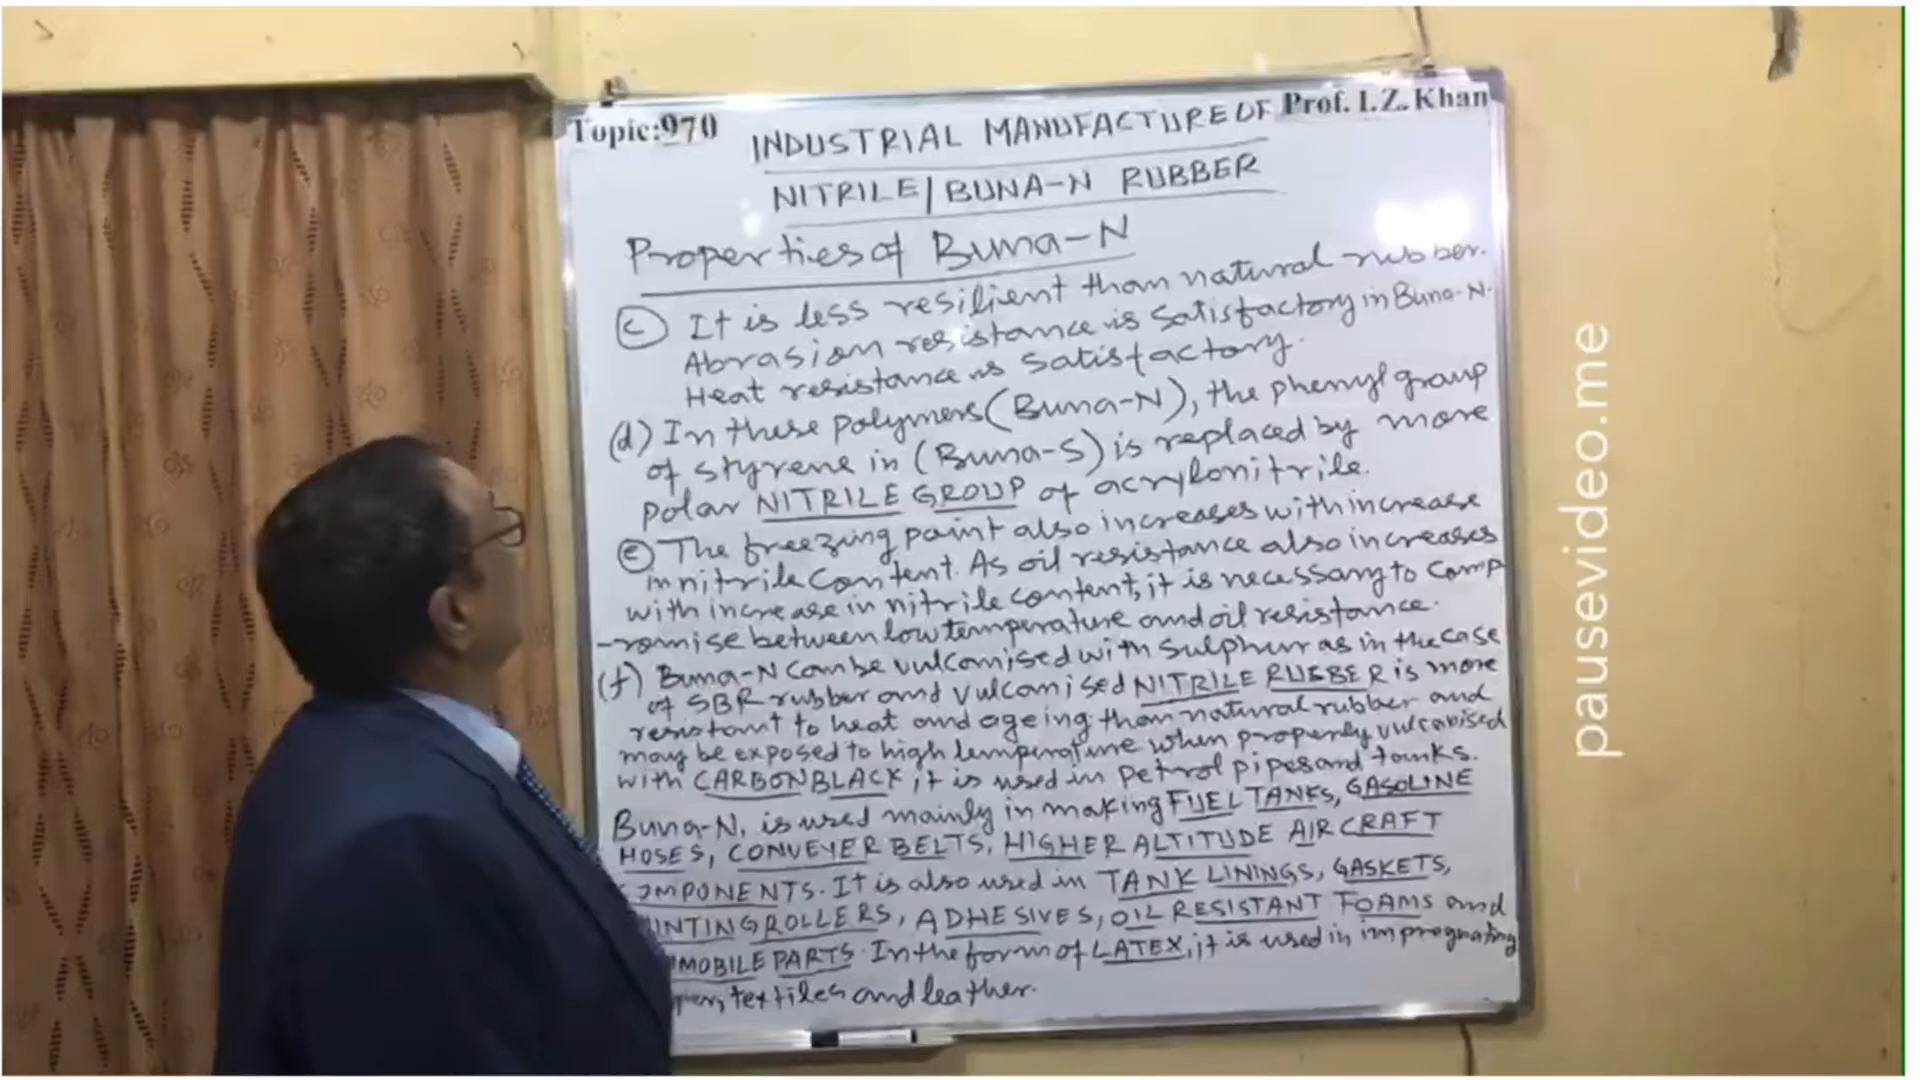 Topic:970
Prof. I.Z. Khan
INDUSTRIAL MANUFACTURE OF
NITRILE/BUNA-N RUBBER
Properties of Buna-N
(c) It is less resilient than natural rubber.
Abrasion resistance is satisfactory in Buna-N.
Heat resistance is satisfactory.
(d) In these polymers (Buna-N), the phenyl group
of styrene in (Buna-S) is replaced by more
polar NITRILE GROUP of acrylonitrile.
(e) The freezing point also increases with increase
in nitrile content. As oil resistance also increases
with increase in nitrile content, it is necessary to comp
-romise between low temperature and oil resistance.
(f) Buna-N can be vulcanised with sulphur as in the case
of SBR rubber and vulcanised NITRILE RUBBER is more
resistant to heat and ageing than natural rubber and
may be exposed to high temperature when properly vulcanised
with CARBON BLACK, it is used in petrol pipes and tanks.
Buna-N, is used mainly in making FUEL TANKS, GASOLINE
HOSES, CONVEYER BELTS, HIGHER ALTITUDE AIR CRAFT
OMPONENTS. It is also used in TANK LININGS, GASKETS,
INTING ROLLERS, ADHESIVES, OIL RESISTANT FOAMS and
MOBILE PARTS. In the form of LATEX, it is used in impregnating
textiles and leather.
pausevideo.me